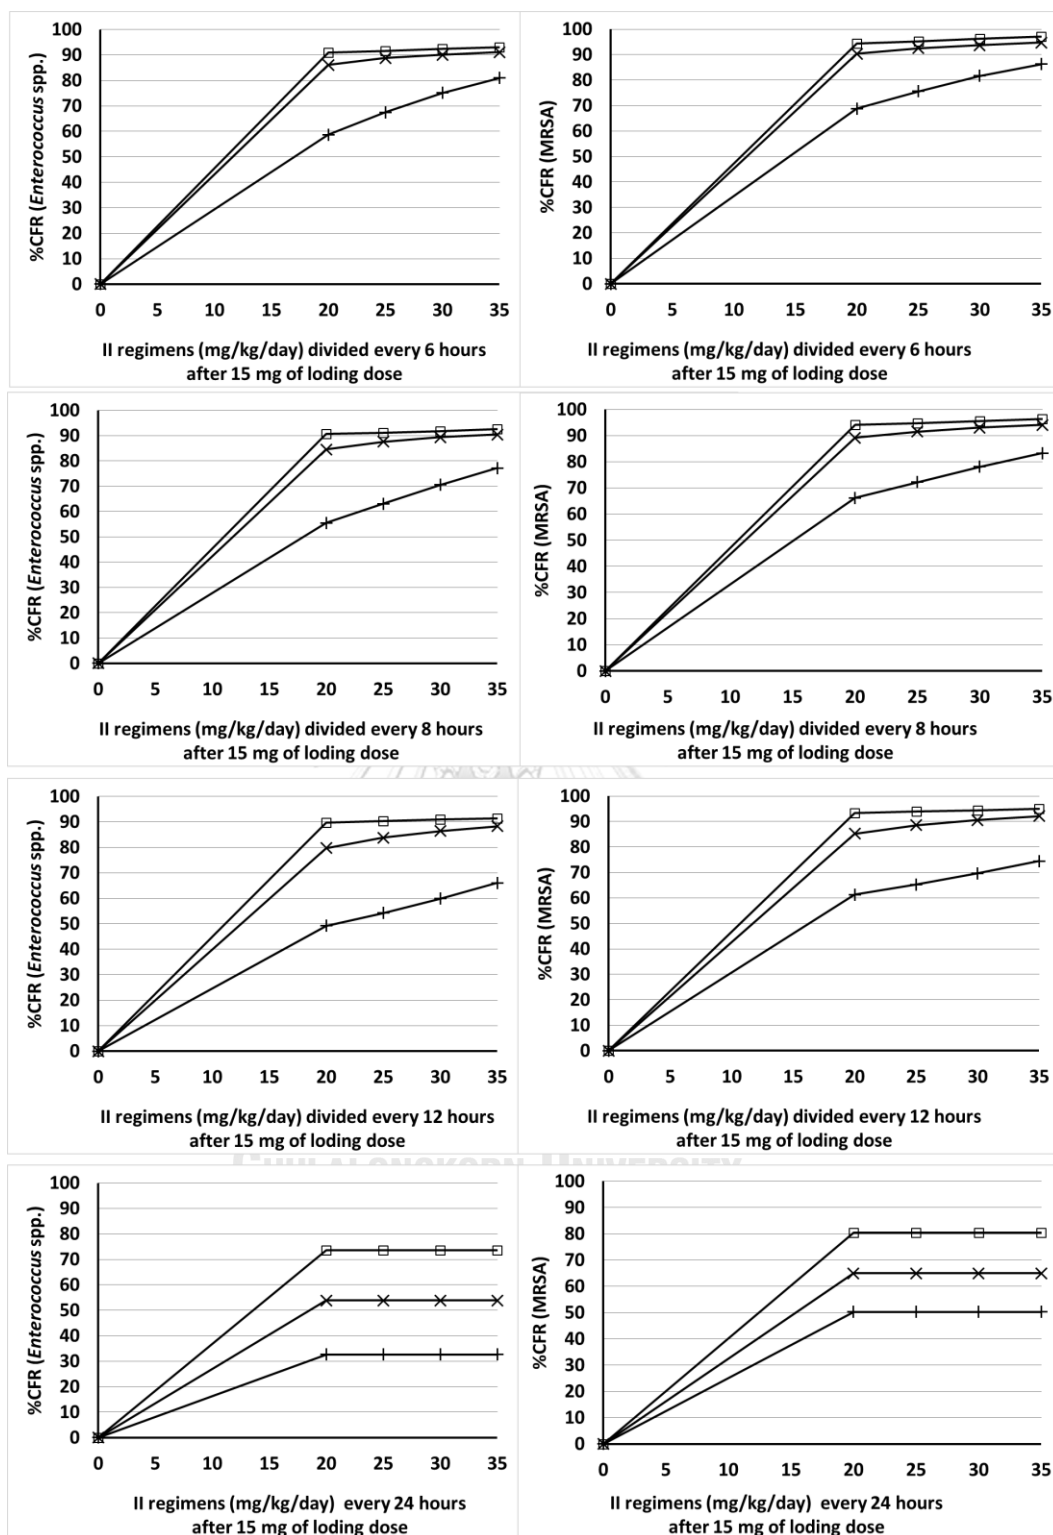 100
90
80
70
60
50
40
30
20
10
0
%CFR (Enterococcus spp.)
0 5 10 15 20 25 30 35
II regimens (mg/kg/day) divided every 6 hours
after 15 mg of loding dose
100
90
80
70
60
50
40
30
20
10
0
%CFR (MRSA)
0 5 10 15 20 25 30 35
II regimens (mg/kg/day) divided every 6 hours
after 15 mg of loding dose
100
90
80
70
60
50
40
30
20
10
0
%CFR (Enterococcus spp.)
0 5 10 15 20 25 30 35
II regimens (mg/kg/day) divided every 8 hours
after 15 mg of loding dose
100
90
80
70
60
50
40
30
20
10
0
%CFR (MRSA)
0 5 10 15 20 25 30 35
II regimens (mg/kg/day) divided every 8 hours
after 15 mg of loding dose
100
90
80
70
60
50
40
30
20
10
0
%CFR (Enterococcus spp.)
0 5 10 15 20 25 30 35
II regimens (mg/kg/day) divided every 12 hours
after 15 mg of loding dose
100
90
80
70
60
50
40
30
20
10
0
%CFR (MRSA)
0 5 10 15 20 25 30 35
II regimens (mg/kg/day) divided every 12 hours
after 15 mg of loding dose
CHULALONGKORN UNIVERSITY
100
90
80
70
60
50
40
30
20
10
0
%CFR (Enterococcus spp.)
0 5 10 15 20 25 30 35
II regimens (mg/kg/day) every 24 hours
after 15 mg of loding dose
100
90
80
70
60
50
40
30
20
10
0
%CFR (MRSA)
0 5 10 15 20 25 30 35
II regimens (mg/kg/day) every 24 hours
after 15 mg of loding dose